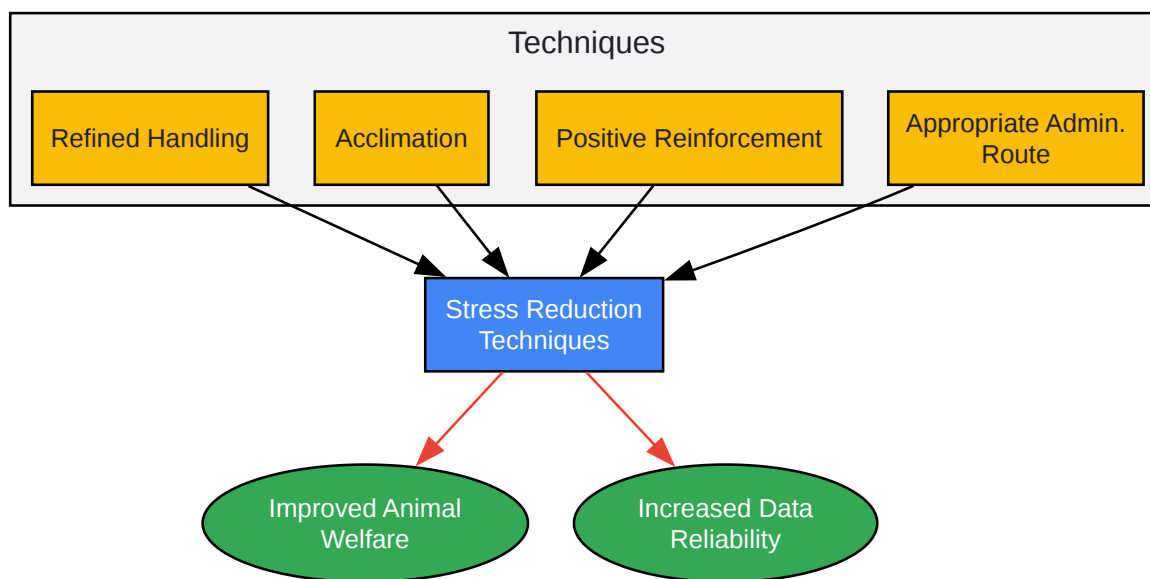 Techniques
Refined Handling
Acclimation
Positive Reinforcement
Appropriate Admin.
Route
Stress Reduction
Techniques
Improved Animal
Welfare
Increased Data
Reliability